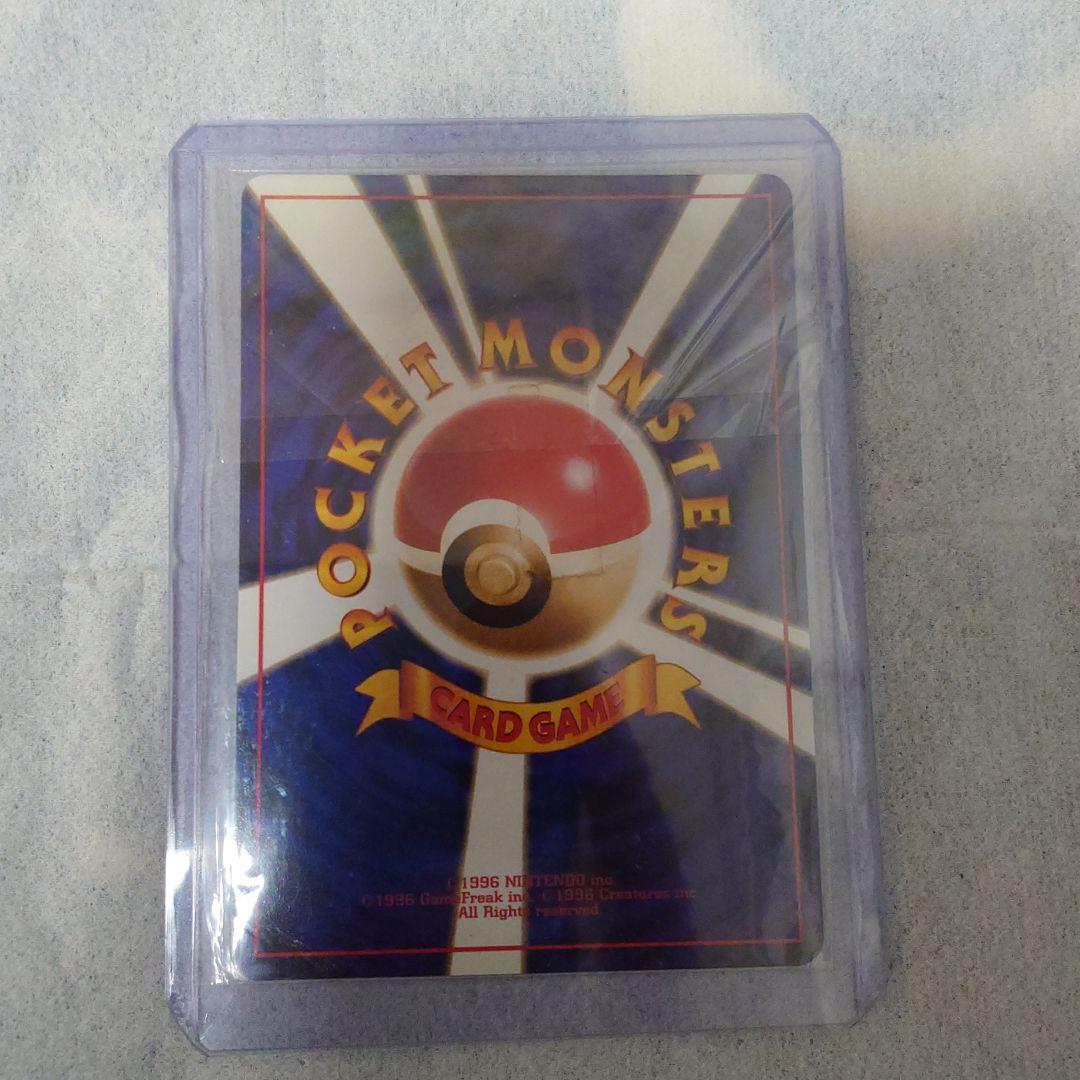 POCKET MONSTERS
CARD GAME
©1996 NINTENDO inc
©1996 GameFreak inc. ©1996 Creatures inc
All Rights reserved.